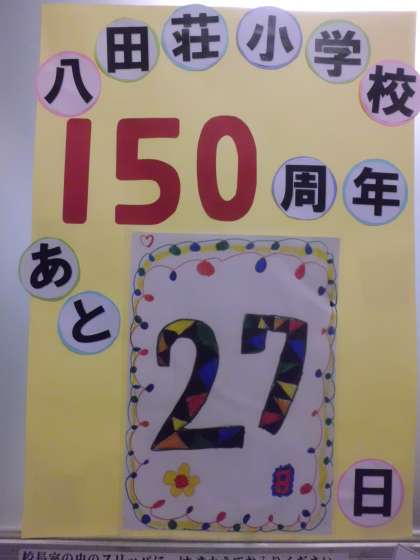 八田荘小学校
150周年
あと
27
日